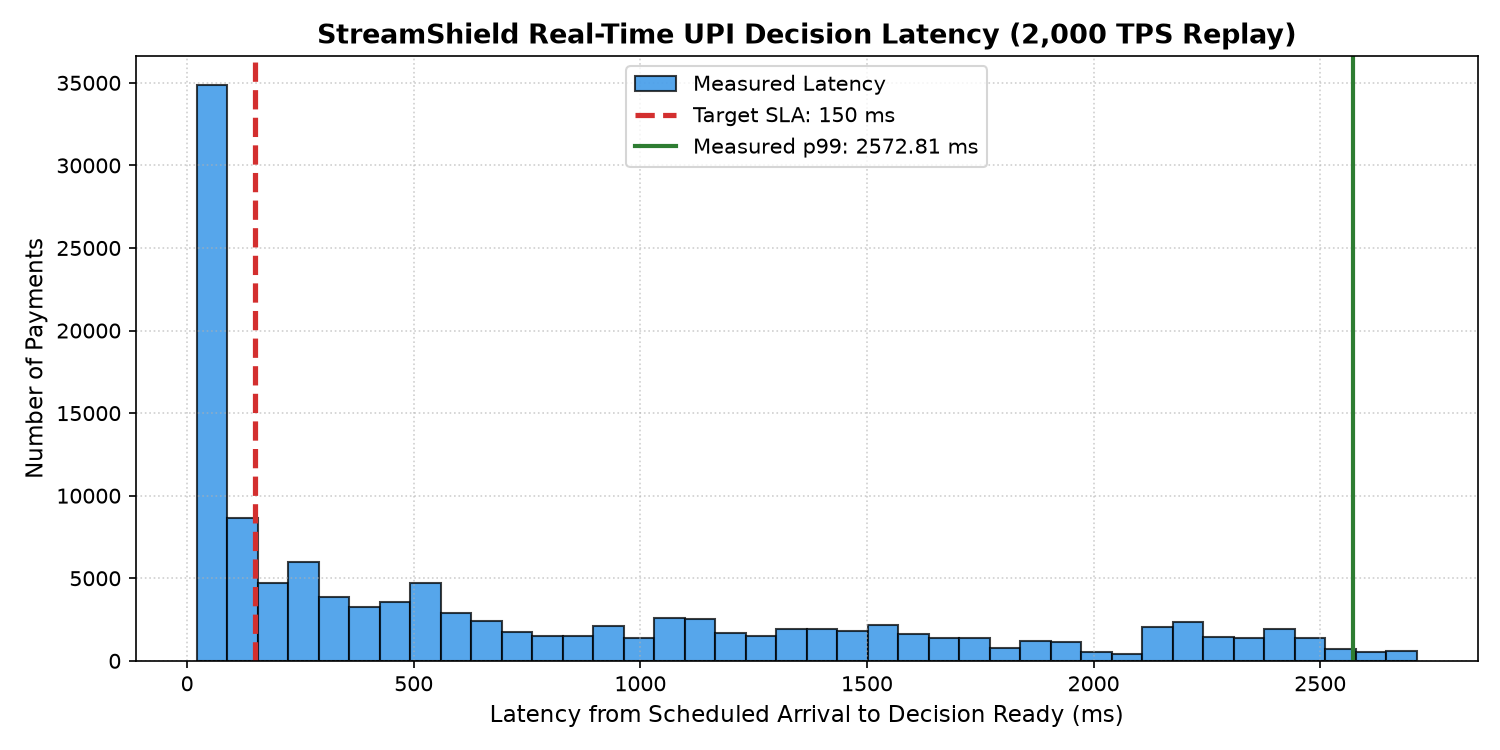 StreamShield Real-Time UPI Decision Latency (2,000 TPS Replay)
Measured Latency
Target SLA: 150 ms
Measured p99: 2572.81 ms
Number of Payments
35000
30000
25000
20000
15000
10000
5000
0
0 500 1000 1500 2000 2500
Latency from Scheduled Arrival to Decision Ready (ms)